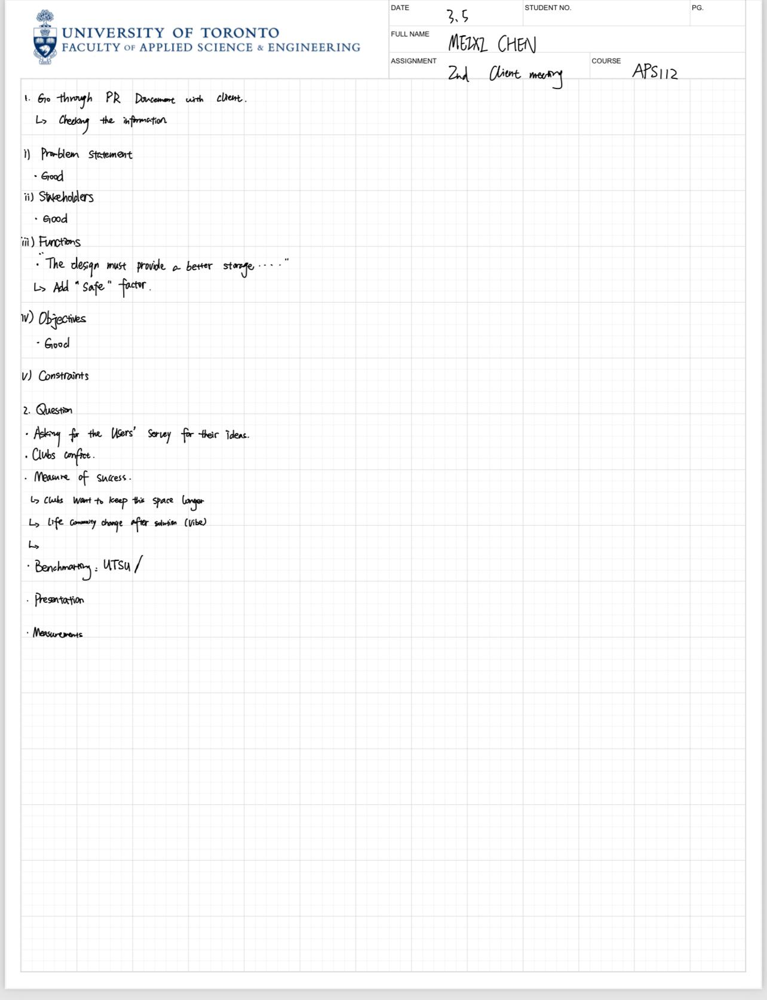 UNIVERSITY OF TORONTO
FACULTY OF APPLIED SCIENCE & ENGINEERING
DATE 3.5 STUDENT NO. PG.
FULL NAME MEIXI CHEN
ASSIGNMENT 2nd Client meeting COURSE APS112
1. Go through PR Doucement with client.
↳ Checking the information
i) Problem Statement
· Good
ii) Stakeholders
· Good
iii) Functions
· "The design must provide a better storage ····"
↳ Add "Safe" factor.
iv) Objectives
· Good
v) Constraints
2. Question
· Asking for the Users' Survey for their ideas.
· Clubs confict.
· Measure of success.
↳ Clubs want to keep this space longer
↳ Life Community change after solution (Vibe)
↳
· Benchmarking: UTSU /
· Presentation
· Measurements